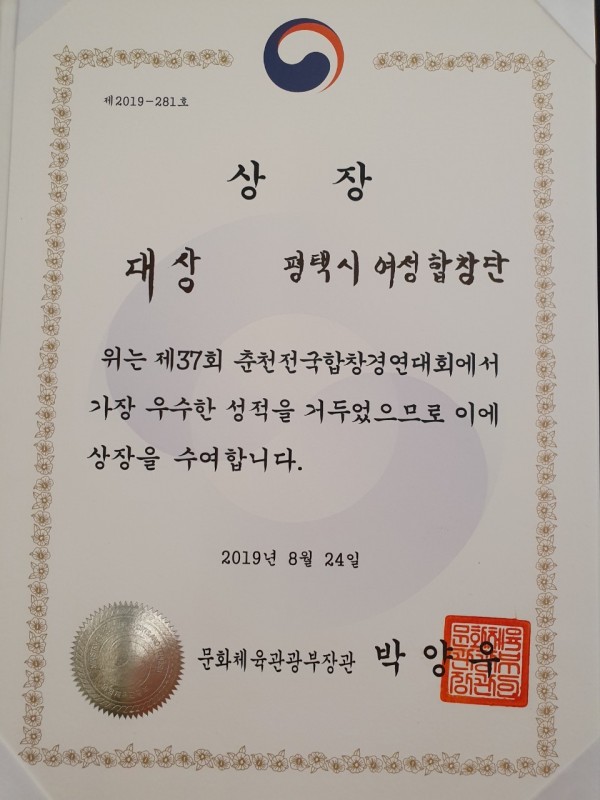 제2019-281호
상 장
대상 평택시 여성합창단
위는 제37회 춘천전국합창경연대회에서
가장 우수한 성적을 거두었으므로 이에
상장을 수여합니다.
2019년 8월 24일
문화체육관광부장관 박양우